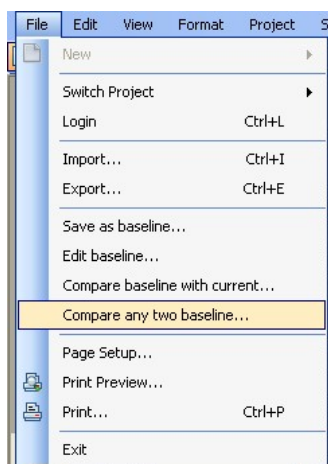 File Edit View Format Project S
New
Switch Project
Login Ctrl+L
Import... Ctrl+I
Export... Ctrl+E
Save as baseline...
Edit baseline...
Compare baseline with current...
Compare any two baseline...
Page Setup...
Print Preview...
Print... Ctrl+P
Exit